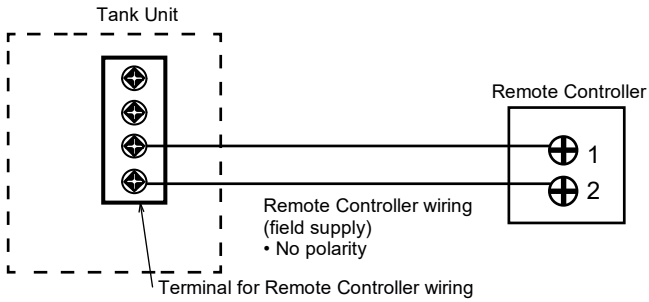 Tank Unit
Remote Controller
1
2
Remote Controller wiring
(field supply)
• No polarity
Terminal for Remote Controller wiring